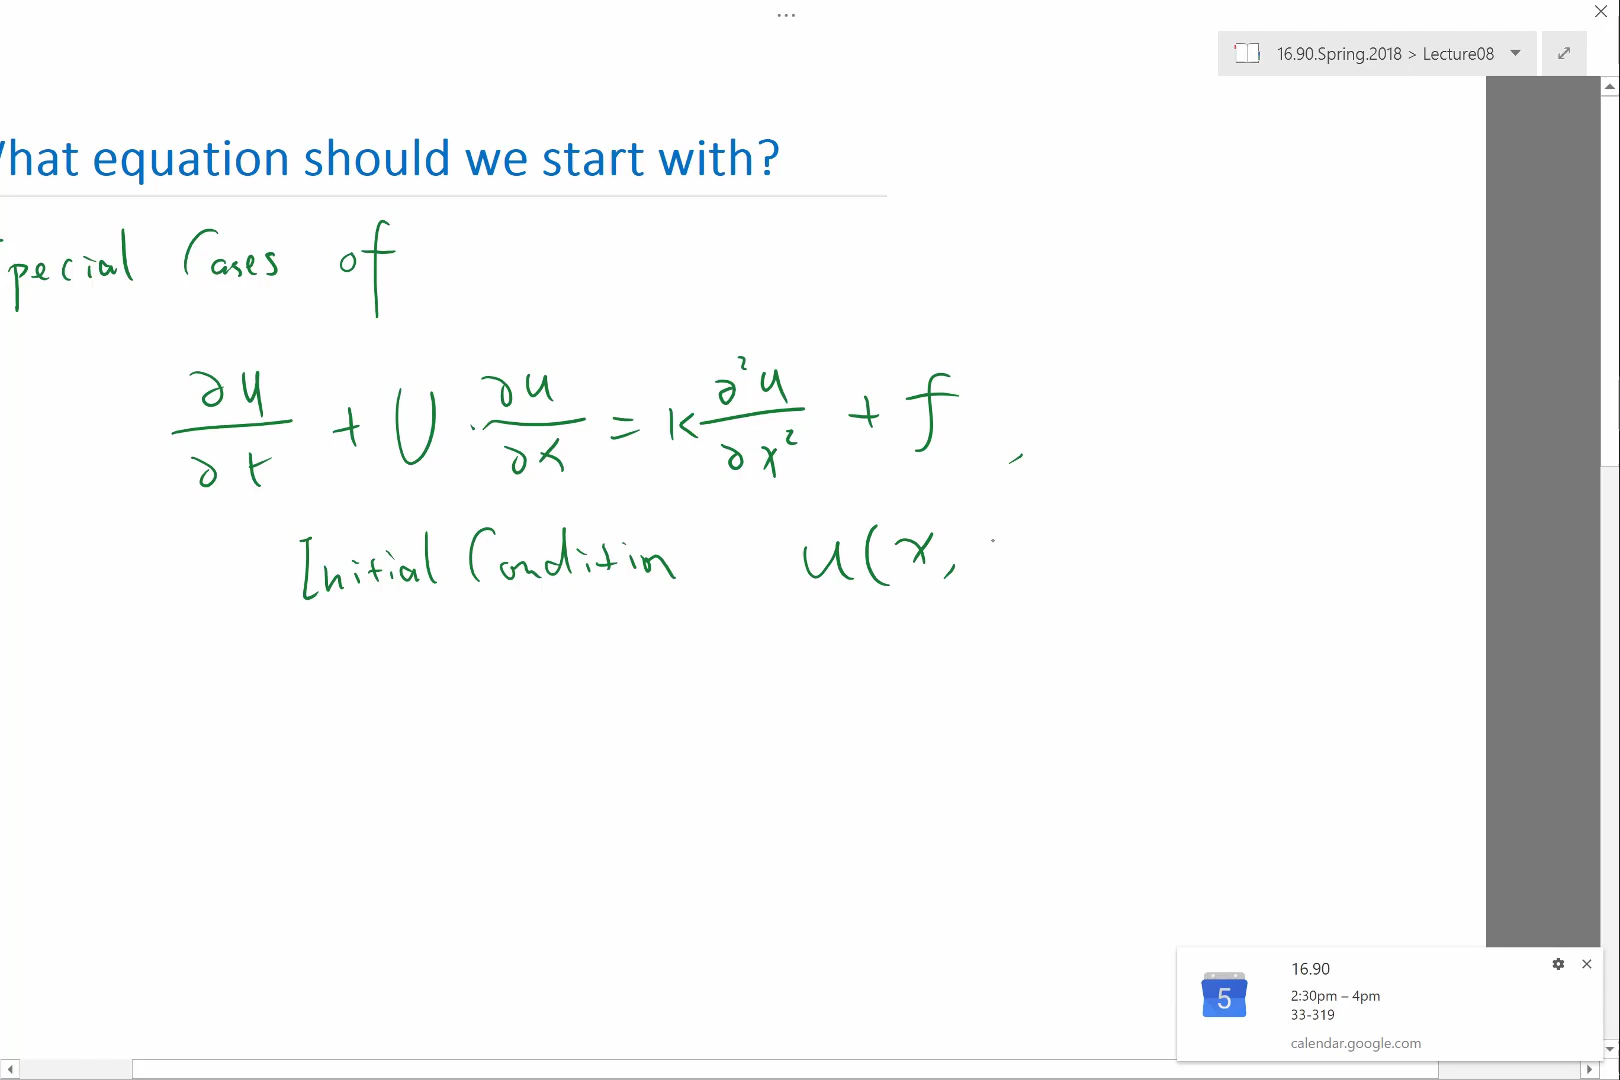 ...
16.90.Spring.2018 > Lecture08
hat equation should we start with?
pecial Cases of
∂u/∂t + U · ∂u/∂x = k ∂²u/∂x² + f ,
Initial Condition u(x,
16.90
2:30pm – 4pm
5
33-319
calendar.google.com